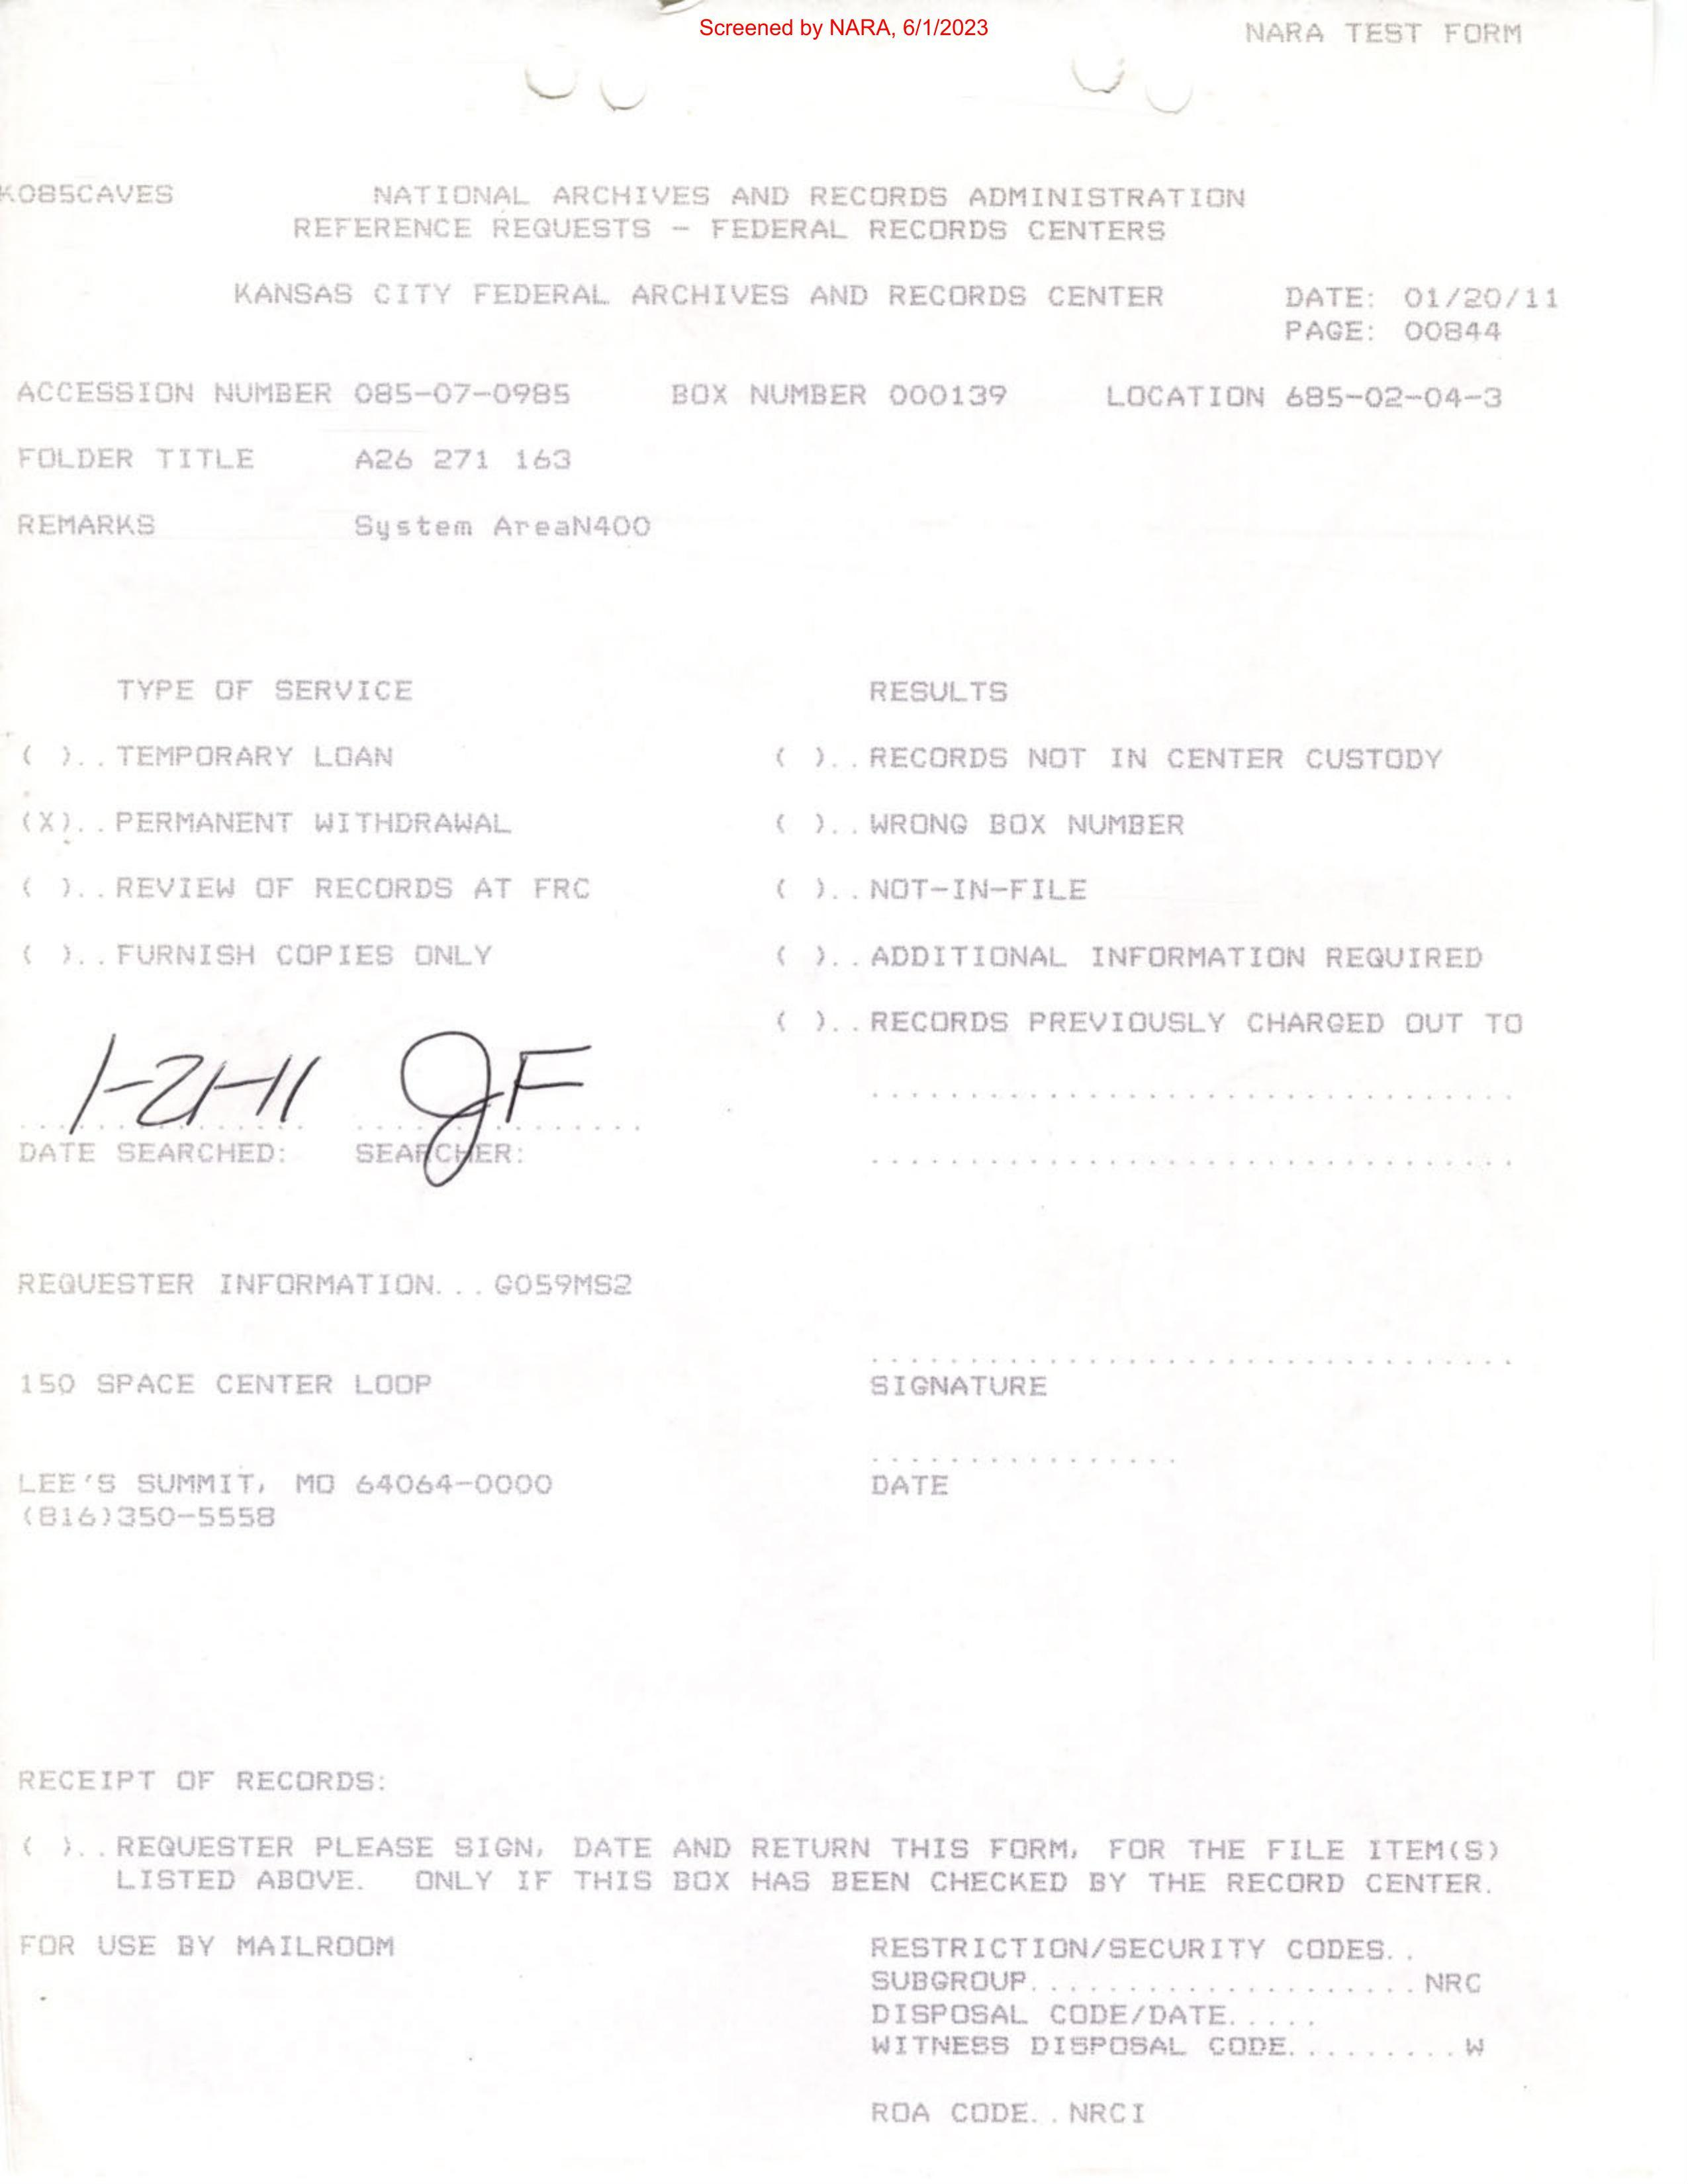 Screened by NARA, 6/1/2023
NARA TEST FORM
K085CAVES NATIONAL ARCHIVES AND RECORDS ADMINISTRATION
REFERENCE REQUESTS - FEDERAL RECORDS CENTERS
KANSAS CITY FEDERAL ARCHIVES AND RECORDS CENTER DATE: 01/20/11
PAGE: 00844
ACCESSION NUMBER 085-07-0985 BOX NUMBER 000139 LOCATION 685-02-04-3
FOLDER TITLE A26 271 163
REMARKS System AreaN400
TYPE OF SERVICE RESULTS
( )..TEMPORARY LOAN ( )..RECORDS NOT IN CENTER CUSTODY
(X)..PERMANENT WITHDRAWAL ( )..WRONG BOX NUMBER
( )..REVIEW OF RECORDS AT FRC ( )..NOT-IN-FILE
( )..FURNISH COPIES ONLY ( )..ADDITIONAL INFORMATION REQUIRED
( )..RECORDS PREVIOUSLY CHARGED OUT TO
1-21-11 JF
DATE SEARCHED: SEARCHER:
REQUESTER INFORMATION...G059MS2
150 SPACE CENTER LOOP SIGNATURE
LEE'S SUMMIT, MO 64064-0000 DATE
(816)350-5558
RECEIPT OF RECORDS:
( )..REQUESTER PLEASE SIGN, DATE AND RETURN THIS FORM, FOR THE FILE ITEM(S)
LISTED ABOVE. ONLY IF THIS BOX HAS BEEN CHECKED BY THE RECORD CENTER.
FOR USE BY MAILROOM RESTRICTION/SECURITY CODES..
SUBGROUP....................NRC
DISPOSAL CODE/DATE.....
WITNESS DISPOSAL CODE.........W
ROA CODE..NRCI